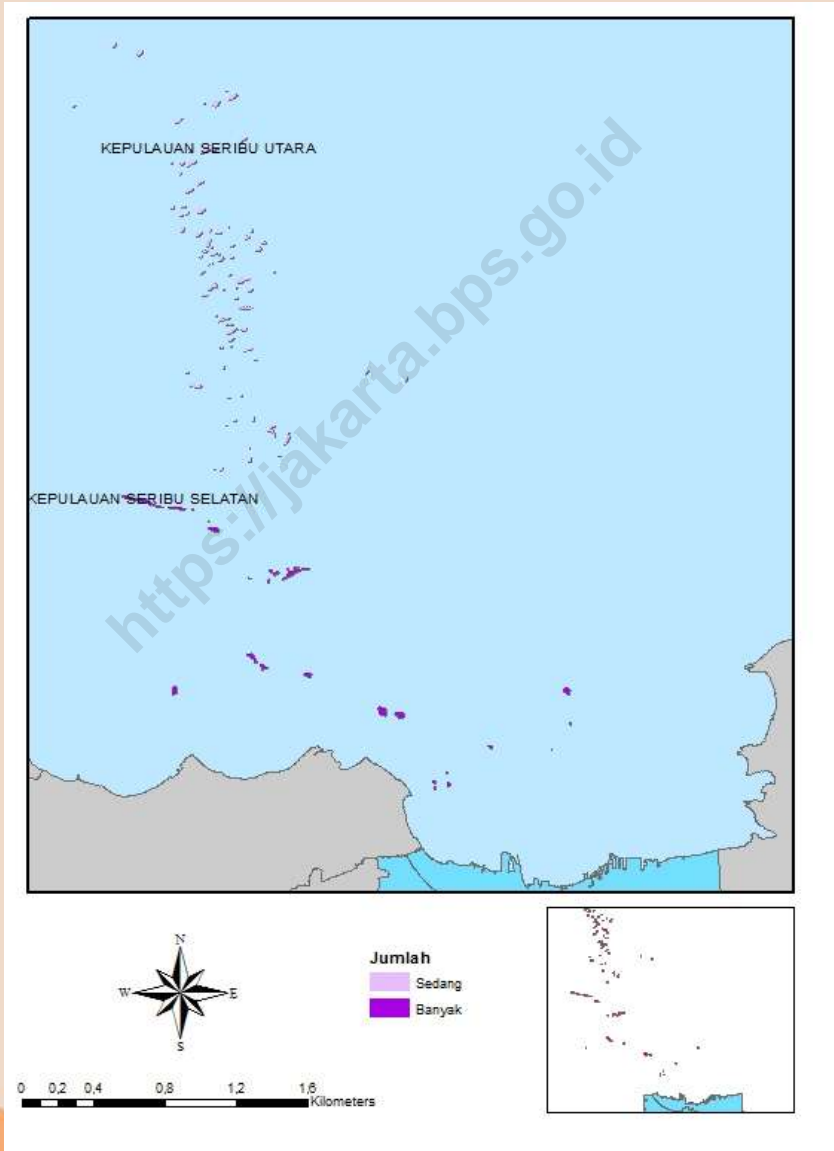 KEPULAUAN SERIBU UTARA
https://jakarta.bps.go.id
KEPULAUAN SERIBU SELATAN
N
W E
S
Jumlah
Sedang
Banyak
0 0,2 0,4 0,8 1,2 1,6
Kilometers